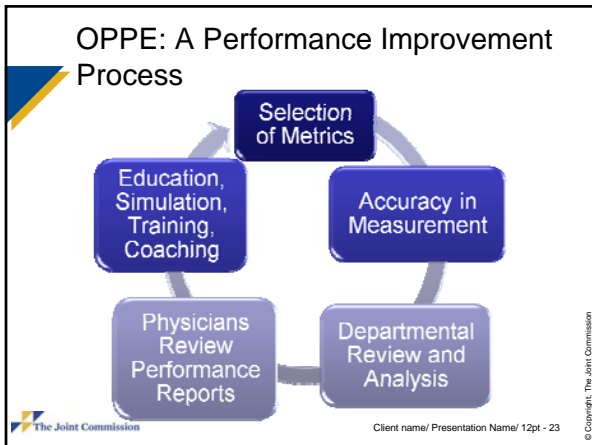 OPPE: A Performance Improvement
Process
Selection
of Metrics
Accuracy in
Measurement
Departmental
Review and
Analysis
Physicians
Review
Performance
Reports
Education,
Simulation,
Training,
Coaching
The Joint Commission
Client name/ Presentation Name/ 12pt - 23
© Copyright, The Joint Commission